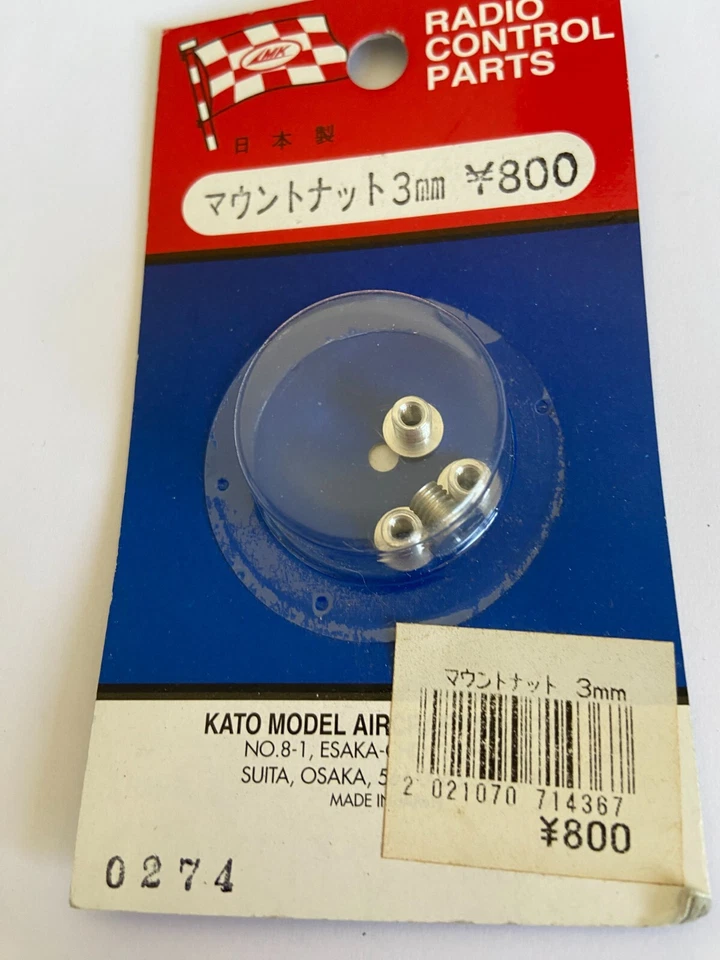 RADIO
CONTROL
PARTS
MK
日本製
マウントナット3mm ¥800
KATO MODEL AIR
NO.8-1, ESAKA-
SUITA, OSAKA, 5
MADE IN
マウントナット 3mm
2 021070 714367
¥800
0274